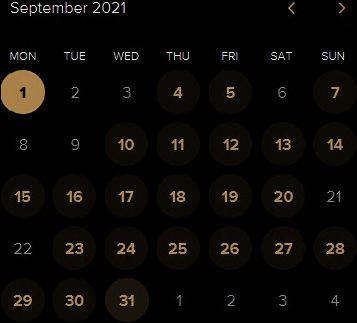 September 2021 < >
MON TUE WED THU FRI SAT SUN
1 2 3 4 5 6 7
8 9 10 11 12 13 14
15 16 17 18 19 20 21
22 23 24 25 26 27 28
29 30 31 1 2 3 4